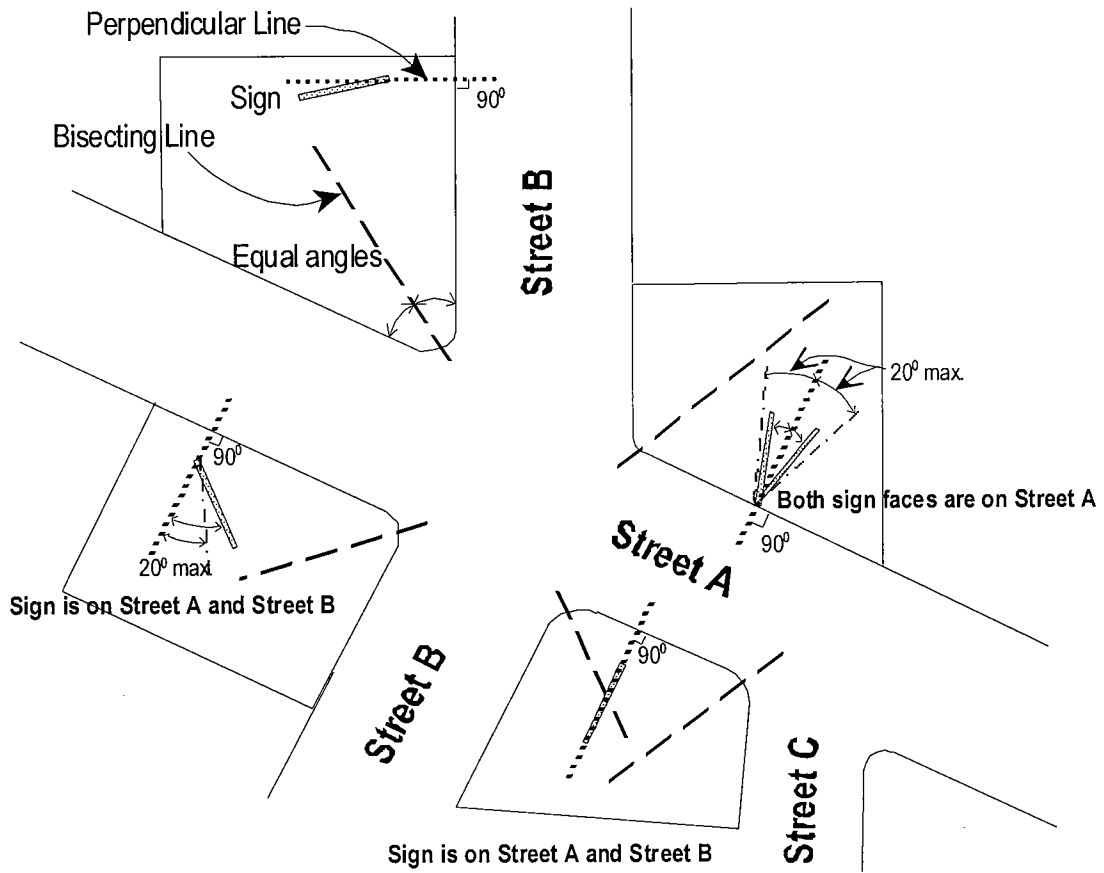 Perpendicular Line
Sign
90⁰
Bisecting Line
Street B
Equal angles
20⁰ max.
90⁰
Both sign faces are on Street A
90⁰
Street A
20⁰ max.
Sign is on Street A and Street B
90⁰
Street B
Street C
Sign is on Street A and Street B